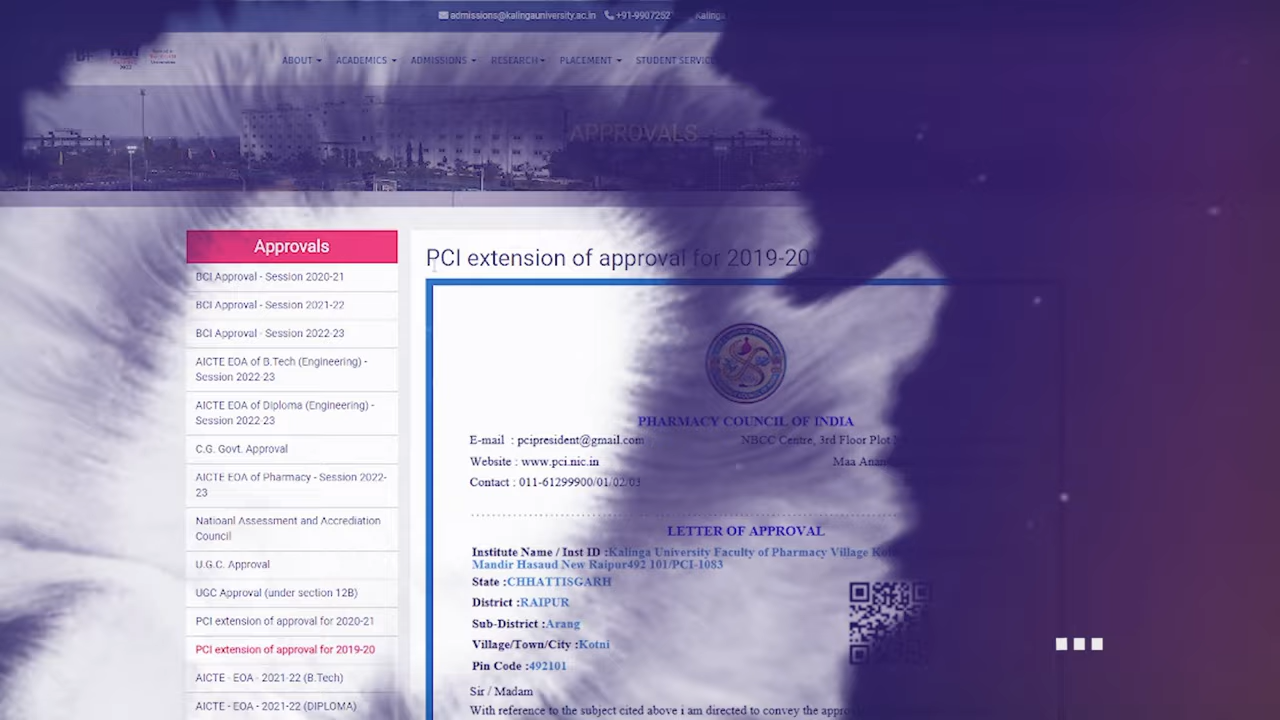 admissions@kalingauniversity.ac.in +91-9907252 Kalinga
ABOUT ACADEMICS ADMISSIONS RESEARCH PLACEMENT STUDENT SERVICE
APPROVALS
Approvals
BCI Approval - Session 2020-21
BCI Approval - Session 2021-22
BCI Approval - Session 2022-23
AICTE EOA of B.Tech (Engineering) -
Session 2022-23
AICTE EOA of Diploma (Engineering) -
Session 2022-23
C.G. Govt. Approval
AICTE EOA of Pharmacy - Session 2022-
23
Natioanl Assessment and Accrediation
Council
U.G.C. Approval
UGC Approval (under section 12B)
PCI extension of approval for 2020-21
PCI extension of approval for 2019-20
AICTE - EOA - 2021-22 (B.Tech)
AICTE - EOA - 2021-22 (DIPLOMA)
PCI extension of approval for 2019-20
PHARMACY COUNCIL OF INDIA
E-mail : pcipresident@gmail.com NBCC Centre, 3rd Floor Plot
Website : www.pci.nic.in Maa Anand
Contact : 011-61299900/01/02/03
LETTER OF APPROVAL
Institute Name / Inst ID :Kalinga University Faculty of Pharmacy Village Kotni
Mandir Hasaud New Raipur492 101/PCI-1083
State :CHHATTISGARH
District :RAIPUR
Sub-District :Arang
Village/Town/City :Kotni
Pin Code :492101
Sir / Madam
With reference to the subject cited above i am directed to convey the